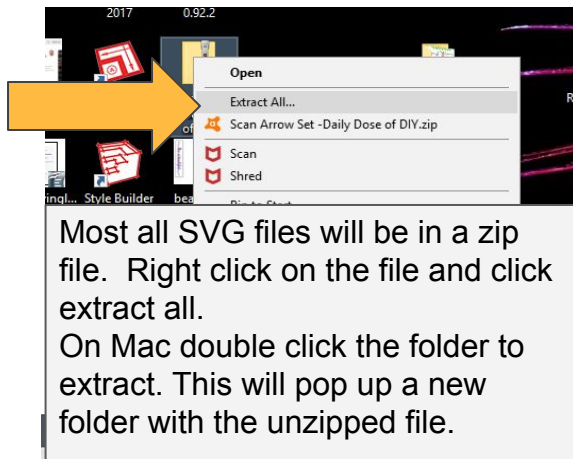 2017 0.92.2
Open
Extract All...
Scan Arrow Set -Daily Dose of DIY.zip
Scan
Shred
Style Builder
Most all SVG files will be in a zip
file. Right click on the file and click
extract all.
On Mac double click the folder to
extract. This will pop up a new
folder with the unzipped file.